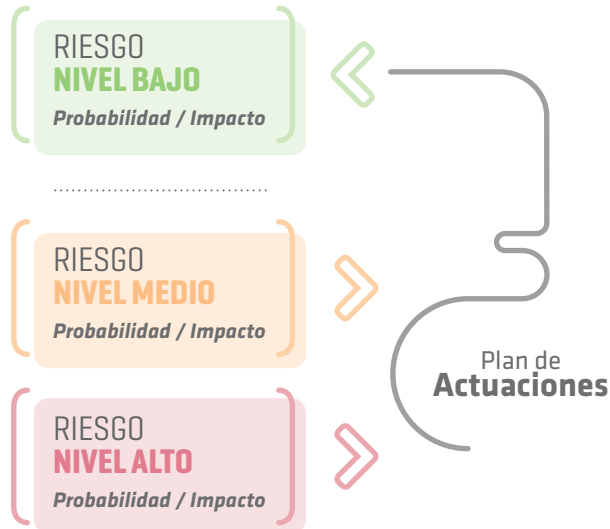 RIESGO
NIVEL BAJO
Probabilidad / Impacto
RIESGO
NIVEL MEDIO
Probabilidad / Impacto
Plan de
Actuaciones
RIESGO
NIVEL ALTO
Probabilidad / Impacto